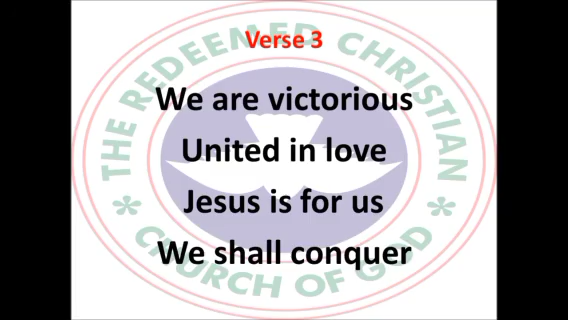 Verse 3
We are victorious
United in love
Jesus is for us
We shall conquer
THE REDEEMED CHRISTIAN
* CHURCH OF GOD *